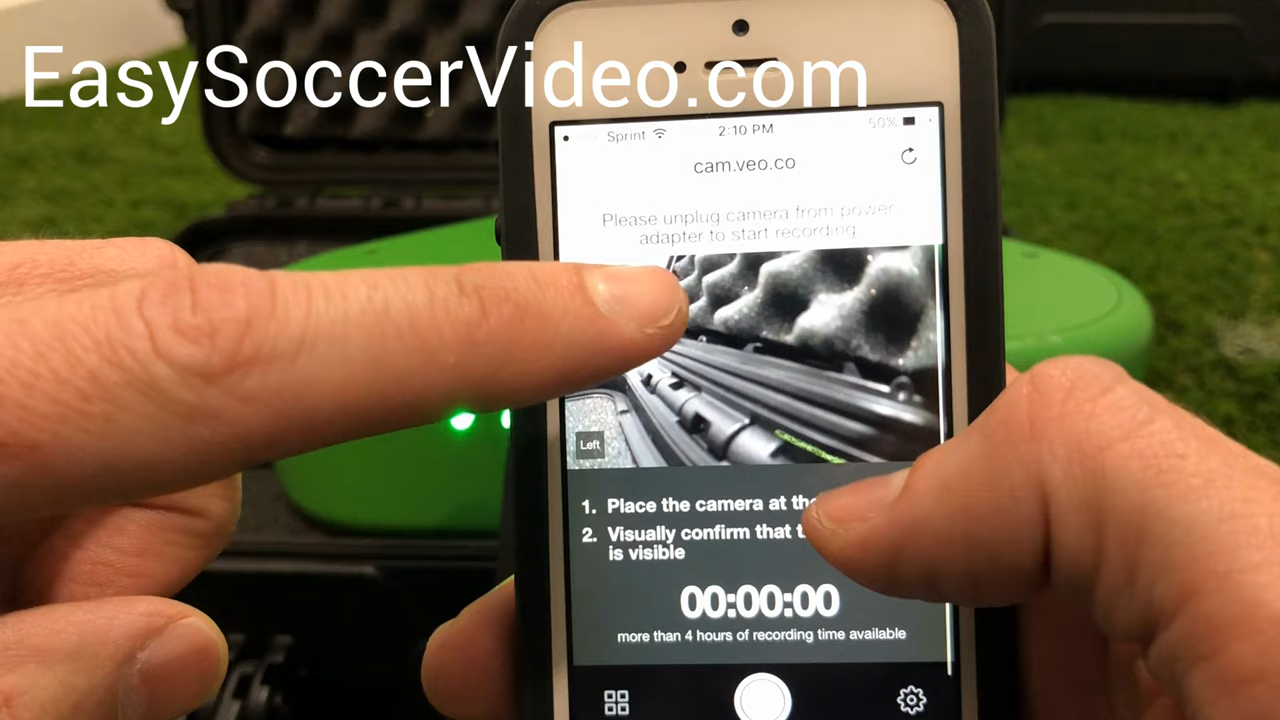 EasySoccerVideo.com
Sprint 2:10 PM 50%
cam.veo.co
Please unplug camera from power
adapter to start recording
Left
1. Place the camera at the
2. Visually confirm that
is visible
00:00:00
more than 4 hours of recording time available